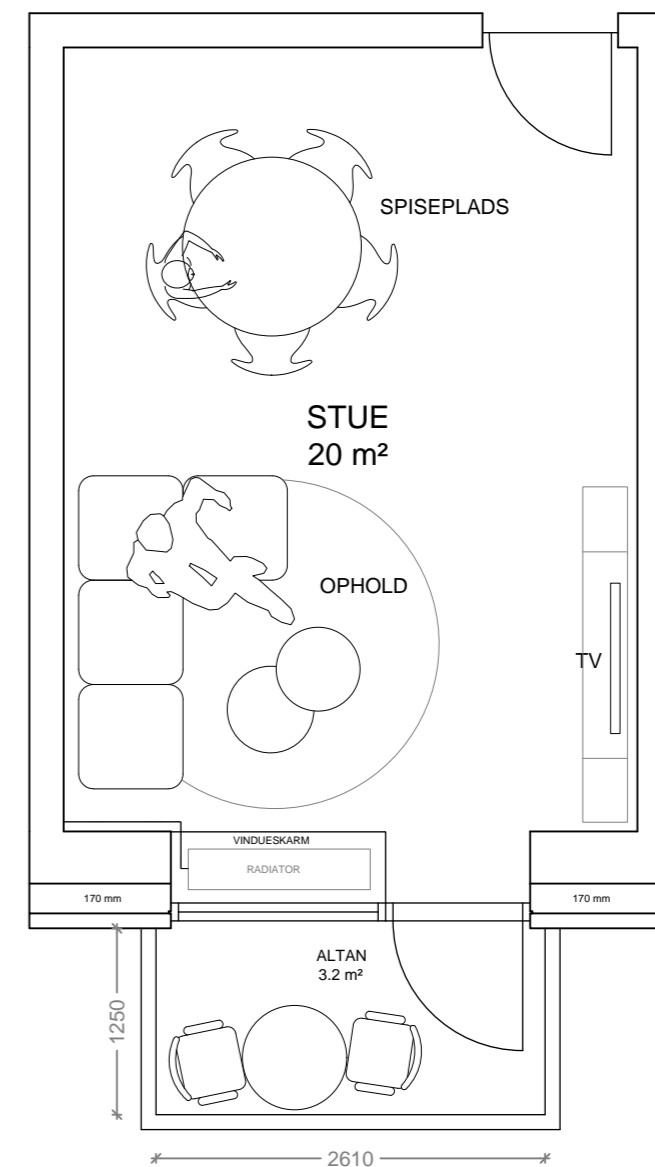 SPISEPLADS
STUE
20 m²
OPHOLD
TV
VINDUESKARM
RADIATOR
170 mm
170 mm
ALTAN
3.2 m²
1250
2610